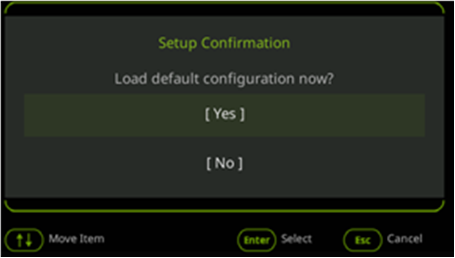 Setup Confirmation
Load default configuration now?
[ Yes ]
[ No ]
↑↓ Move Item Enter Select Esc Cancel